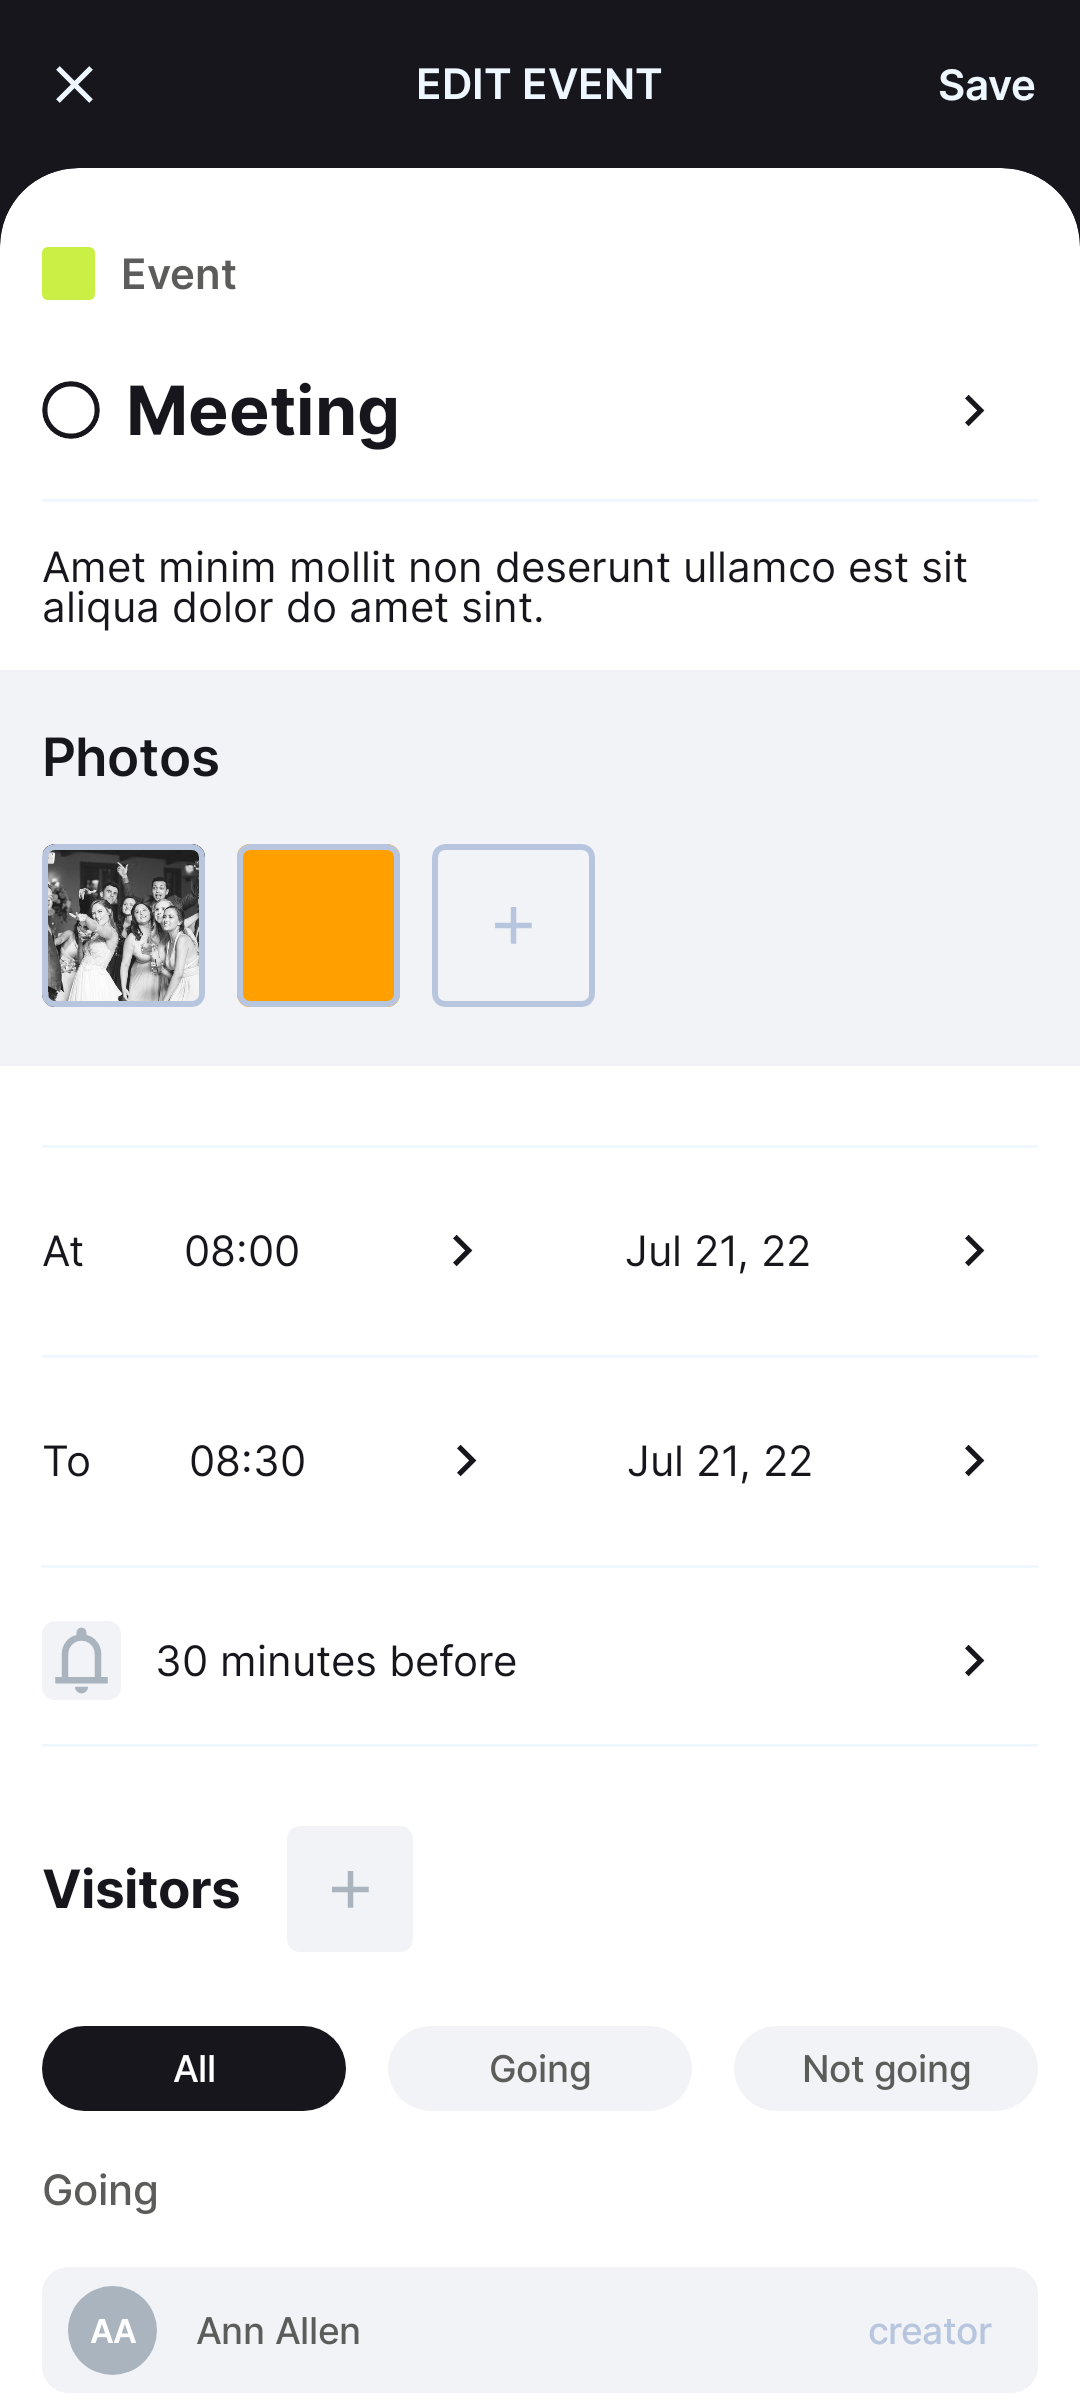 EDIT EVENT
Save
Event
Meeting
Amet minim mollit non deserunt ullamco est sit
aliqua dolor do amet sint.
Photos
At 08:00 Jul 21, 22
To 08:30 Jul 21, 22
30 minutes before
Visitors
All Going Not going
Going
AA Ann Allen creator